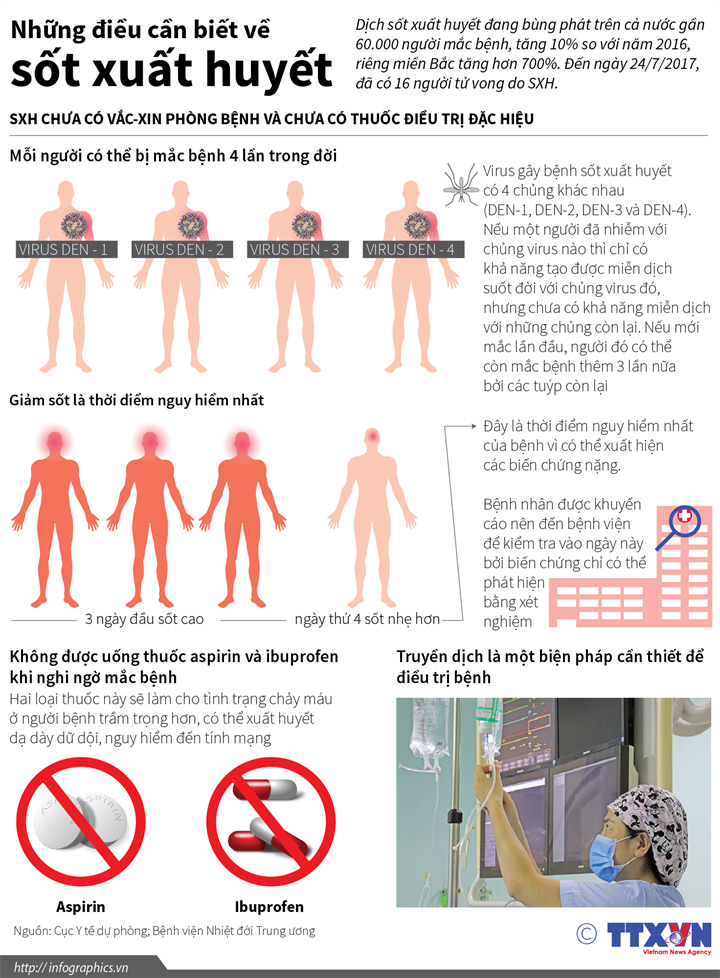 Những điều cần biết về
sốt xuất huyết
Dịch sốt xuất huyết đang bùng phát trên cả nước gần
60.000 người mắc bệnh, tăng 10% so với năm 2016,
riêng miền Bắc tăng hơn 700%. Đến ngày 24/7/2017,
đã có 16 người tử vong do SXH.
SXH CHƯA CÓ VẮC-XIN PHÒNG BỆNH VÀ CHƯA CÓ THUỐC ĐIỀU TRỊ ĐẶC HIỆU
Mỗi người có thể bị mắc bệnh 4 lần trong đời
VIRUS DEN - 1
VIRUS DEN - 2
VIRUS DEN - 3
VIRUS DEN - 4
Virus gây bệnh sốt xuất huyết
có 4 chủng khác nhau
(DEN-1, DEN-2, DEN-3 và DEN-4).
Nếu một người đã nhiễm với
chủng virus nào thì chỉ có
khả năng tạo được miễn dịch
suốt đời với chủng virus đó,
nhưng chưa có khả năng miễn dịch
với những chủng còn lại. Nếu mới
mắc lần đầu, người đó có thể
còn mắc bệnh thêm 3 lần nữa
bởi các tuýp còn lại
Giảm sốt là thời điểm nguy hiểm nhất
3 ngày đầu sốt cao
ngày thứ 4 sốt nhẹ hơn
Đây là thời điểm nguy hiểm nhất
của bệnh vì có thể xuất hiện
các biến chứng nặng.
Bệnh nhân được khuyến
cáo nên đến bệnh viện
để kiểm tra vào ngày này
bởi biến chứng chỉ có thể
phát hiện
bằng xét
nghiệm
Không được uống thuốc aspirin và ibuprofen
khi nghi ngờ mắc bệnh
Hai loại thuốc này sẽ làm cho tình trạng chảy máu
ở người bệnh trầm trọng hơn, có thể xuất huyết
dạ dày dữ dội, nguy hiểm đến tính mạng
ASPIRIN
Aspirin
Ibuprofen
Truyền dịch là một biện pháp cần thiết để
điều trị bệnh
Nguồn: Cục Y tế dự phòng; Bệnh viện Nhiệt đới Trung ương
© TTXVN
Vietnam News Agency
http://infographics.vn